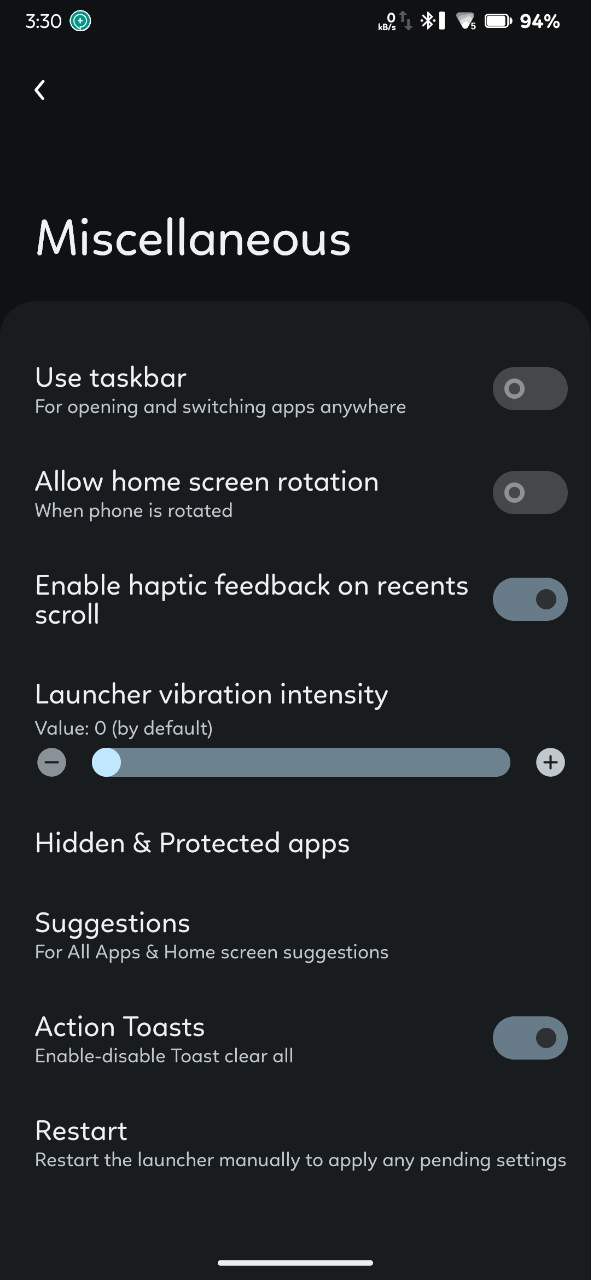 3:30
0 kB/s 5 94%
Miscellaneous
Use taskbar
For opening and switching apps anywhere
Allow home screen rotation
When phone is rotated
Enable haptic feedback on recents
scroll
Launcher vibration intensity
Value: 0 (by default)
Hidden & Protected apps
Suggestions
For All Apps & Home screen suggestions
Action Toasts
Enable-disable Toast clear all
Restart
Restart the launcher manually to apply any pending settings